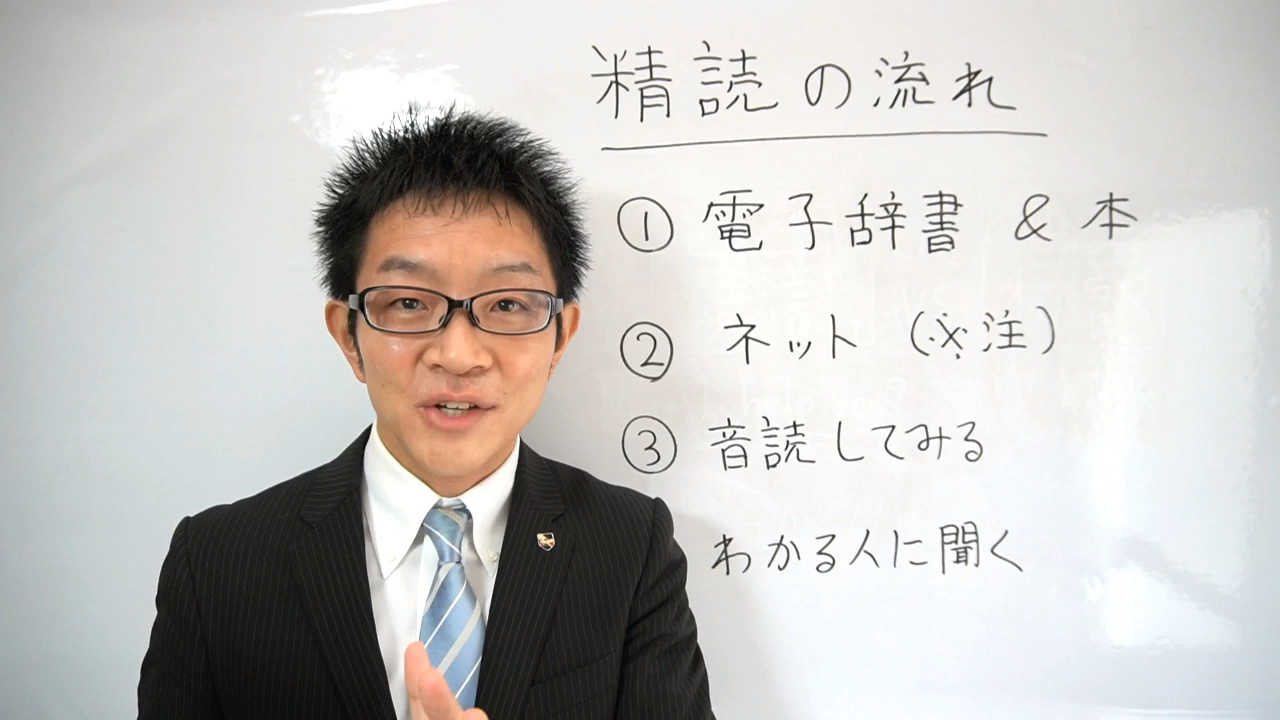 精読の流れ
① 電子辞書 & 本
② ネット (※注)
③ 音読してみる
わかる人に聞く